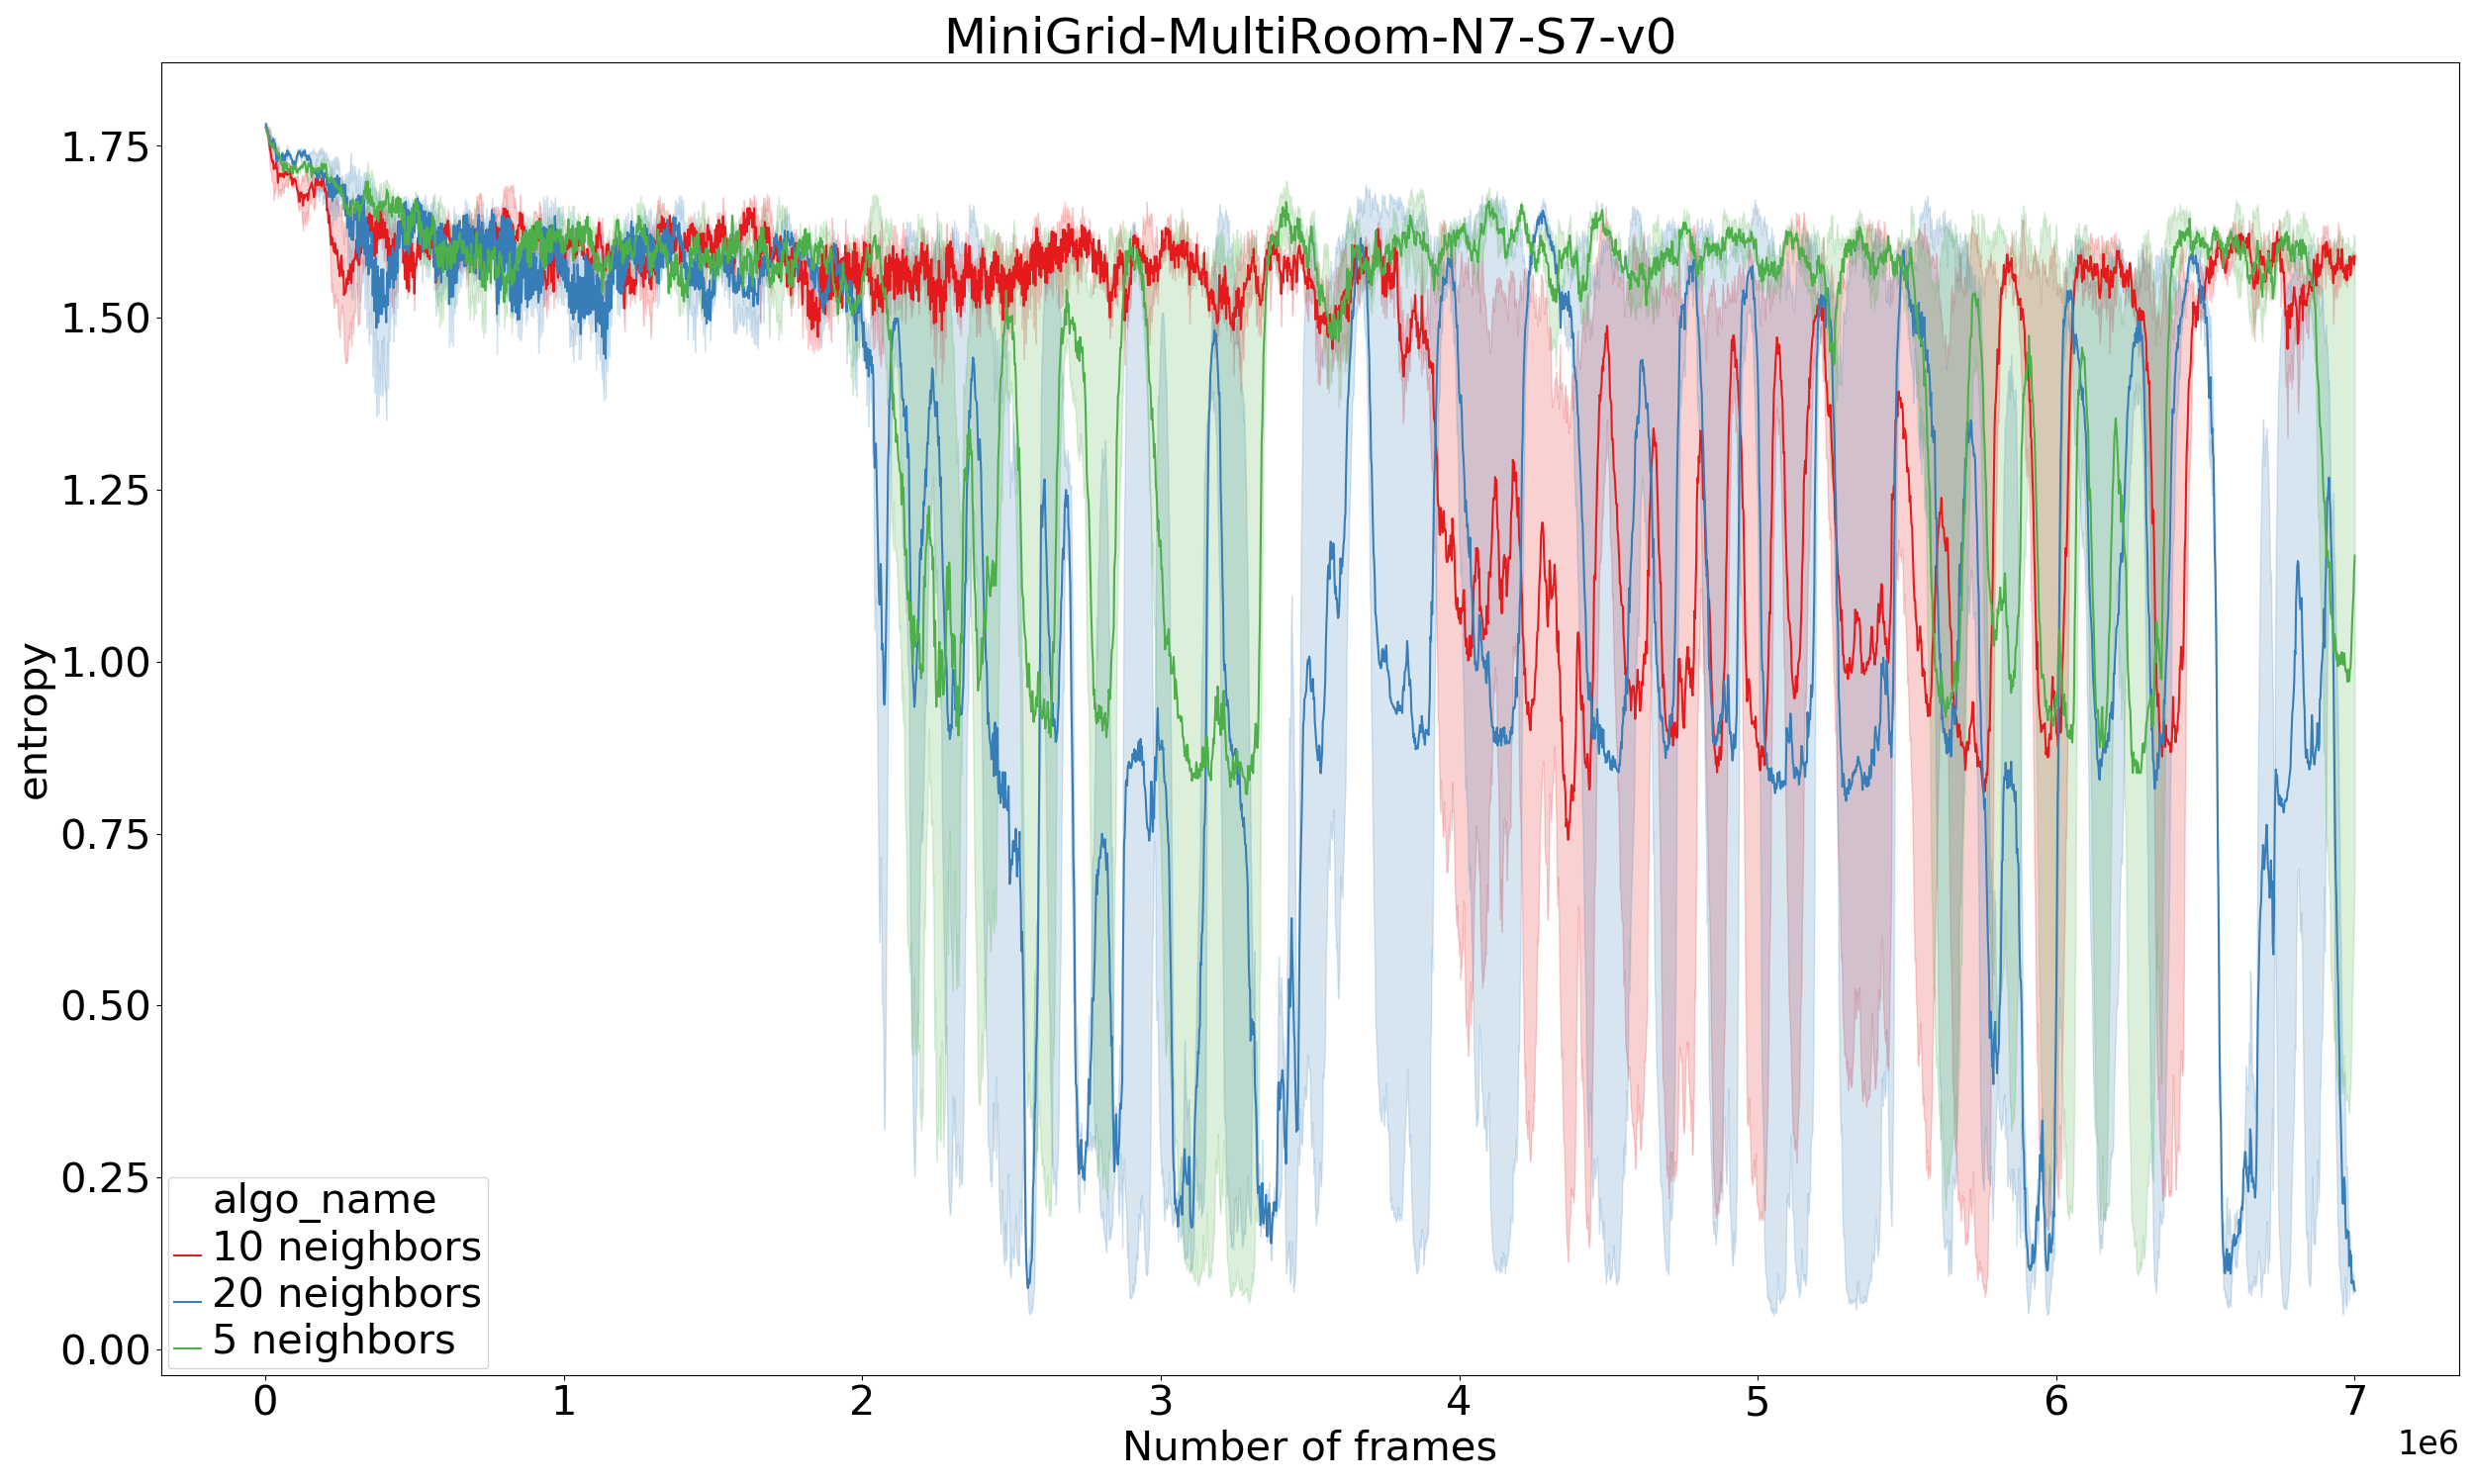 MiniGrid-MultiRoom-N7-S7-v0
entropy
1.75
1.50
1.25
1.00
0.75
0.50
0.25
0.00
algo_name
10 neighbors
20 neighbors
5 neighbors
0 1 2 3 4 5 6 7
Number of frames
1e6